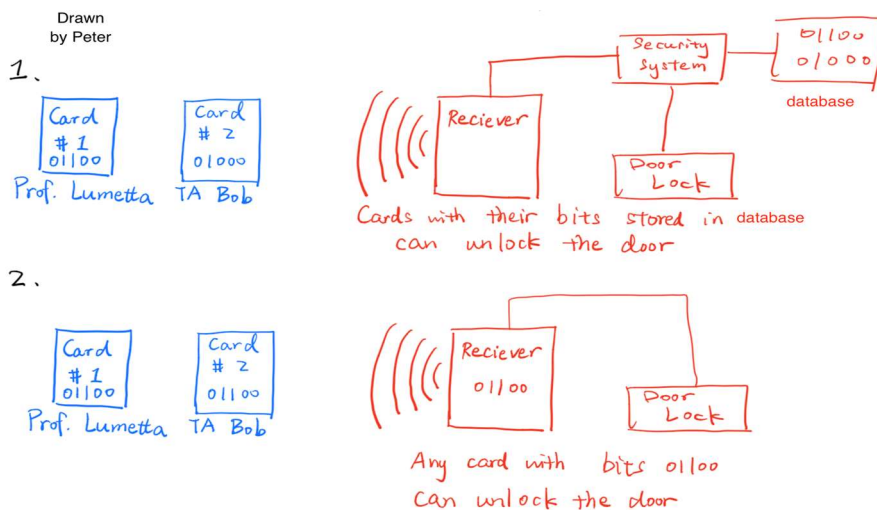 Drawn
by Peter
1.
Card
# 1
01100
Prof. Lumetta
Card
# 2
01000
TA Bob
Reciever
Security
System
01100
01000
database
Door
Lock
Cards with their bits stored in database
can unlock the door
2.
Card
# 1
01100
Prof. Lumetta
Card
# 2
01100
TA Bob
Reciever
01100
Door
Lock
Any card with bits 01100
Can unlock the door